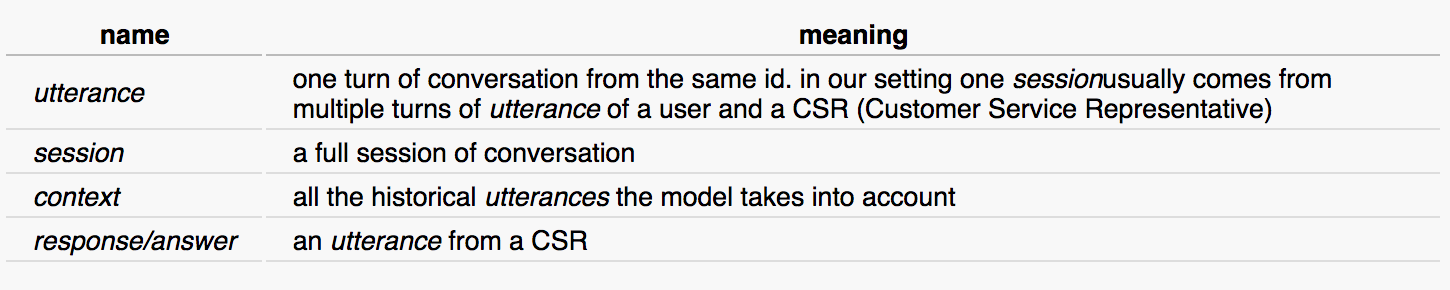 name meaning
utterance one turn of conversation from the same id. in our setting one sessionusually comes from
multiple turns of utterance of a user and a CSR (Customer Service Representative)
session a full session of conversation
context all the historical utterances the model takes into account
response/answer an utterance from a CSR